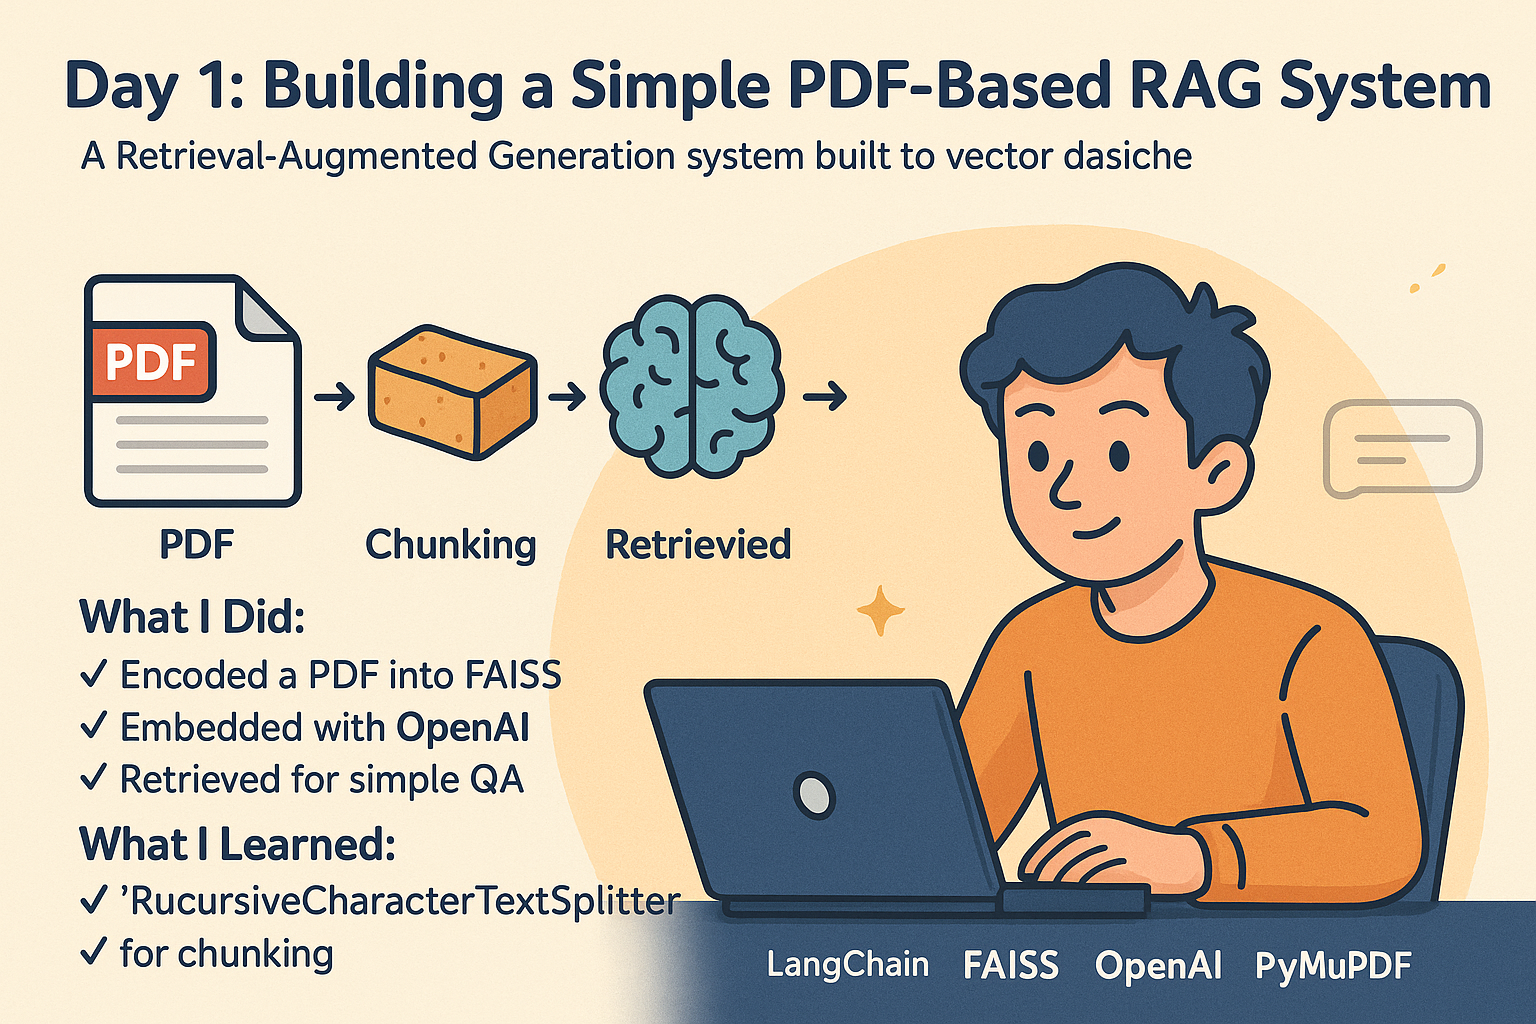 Day 1: Building a Simple PDF-Based RAG System
A Retrieval-Augmented Generation system built to vector dasiche
PDF
PDF
Chunking
Retrievied
What I Did:
✓ Encoded a PDF into FAISS
✓ Embedded with OpenAI
✓ Retrieved for simple QA
What I Learned:
✓ ’RucursiveCharacterTextSplitter
✓ for chunking
LangChain FAISS OpenAI PyMuPDF